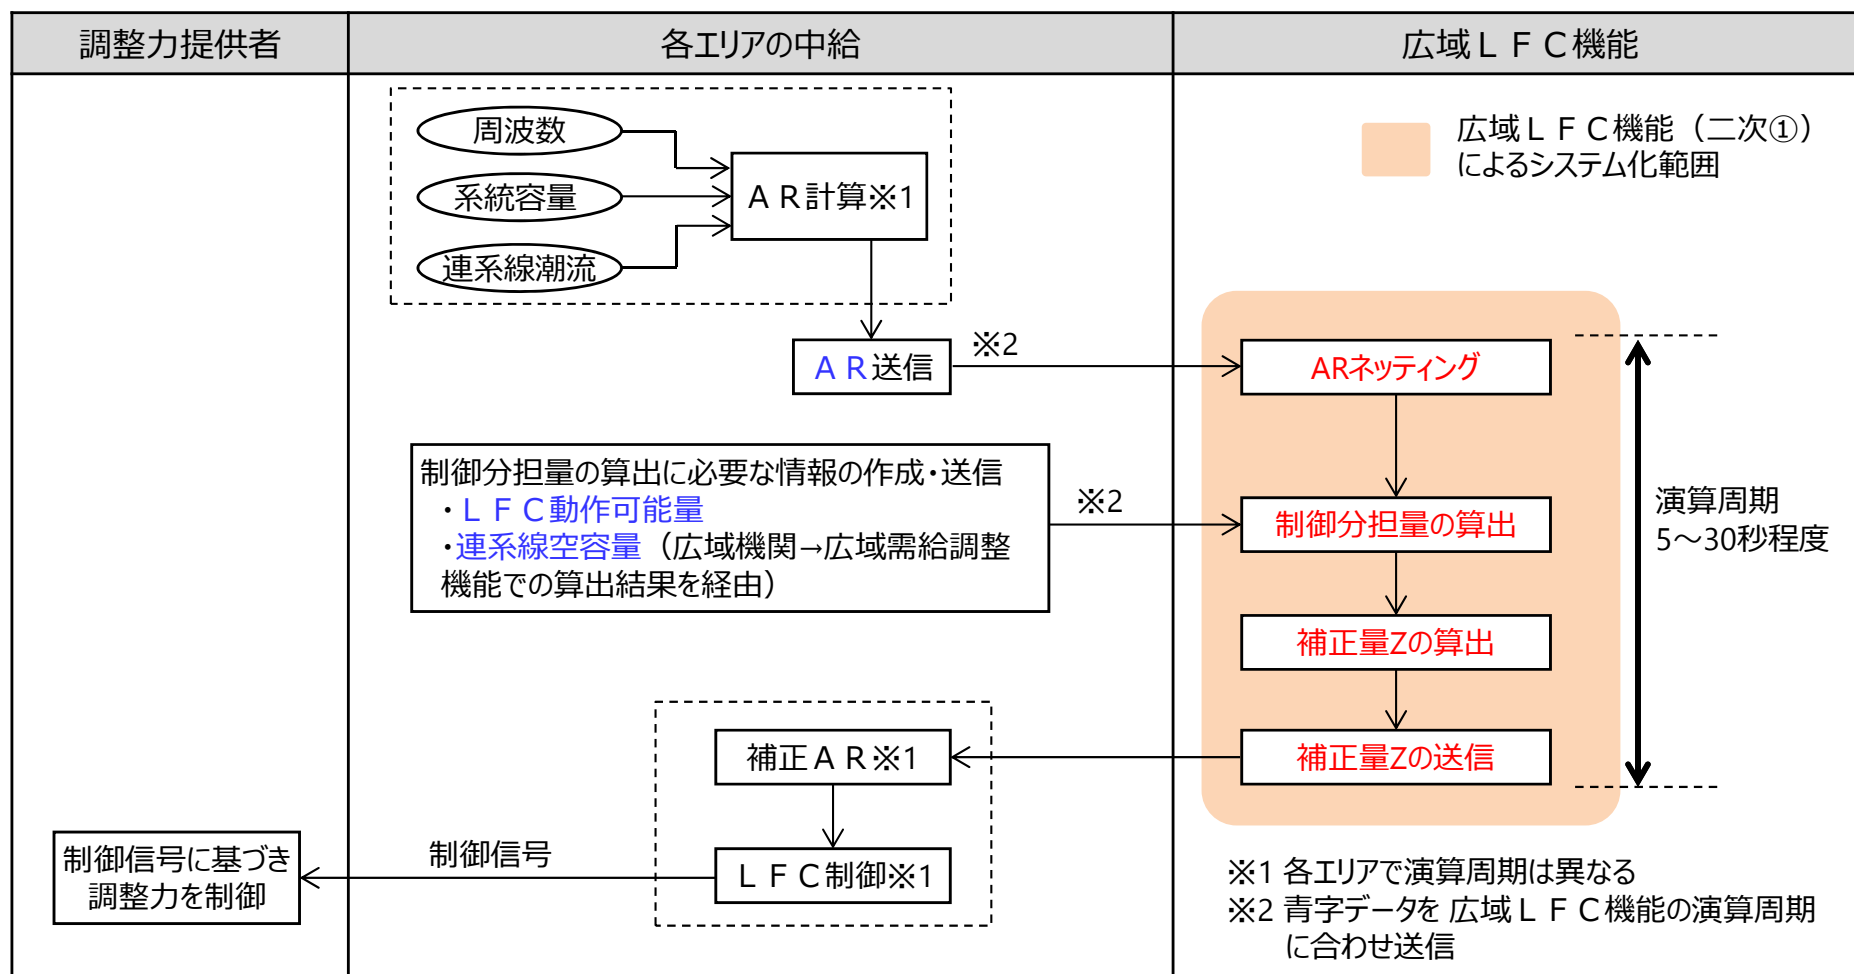 調整力提供者
各エリアの中給
広域ＬＦＣ機能
周波数
系統容量
連系線潮流
ＡＲ計算※1
広域ＬＦＣ機能（二次①）
によるシステム化範囲
ＡＲ送信
※2
ARネッティング
制御分担量の算出に必要な情報の作成・送信
・ＬＦＣ動作可能量
・連系線空容量（広域機関→広域需給調整
機能での算出結果を経由）
※2
制御分担量の算出
演算周期
5～30秒程度
補正量Zの算出
補正量Zの送信
補正ＡＲ※1
ＬＦＣ制御※1
制御信号
制御信号に基づき
調整力を制御
※1 各エリアで演算周期は異なる
※2 青字データを 広域ＬＦＣ機能の演算周期
に合わせ送信